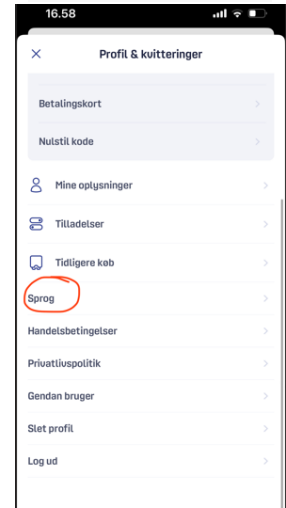 16.58
Profil & kvitteringer
Betalingskort
Nulstil kode
Mine oplysninger
Tilladelser
Tidligere køb
Sprog
Handelsbetingelser
Privatlivspolitik
Gendan bruger
Slet profil
Log ud